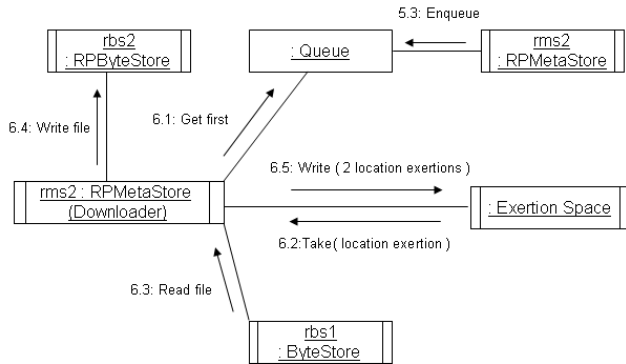 5.3: Enqueue
rbs2
: RPByteStore
: Queue
rms2
: RPMetaStore
6.4: Write file
6.1: Get first
6.5: Write ( 2 location exertions )
rms2 : RPMetaStore
(Downloader)
: Exertion Space
6.2:Take( location exertion )
6.3: Read file
rbs1
: ByteStore